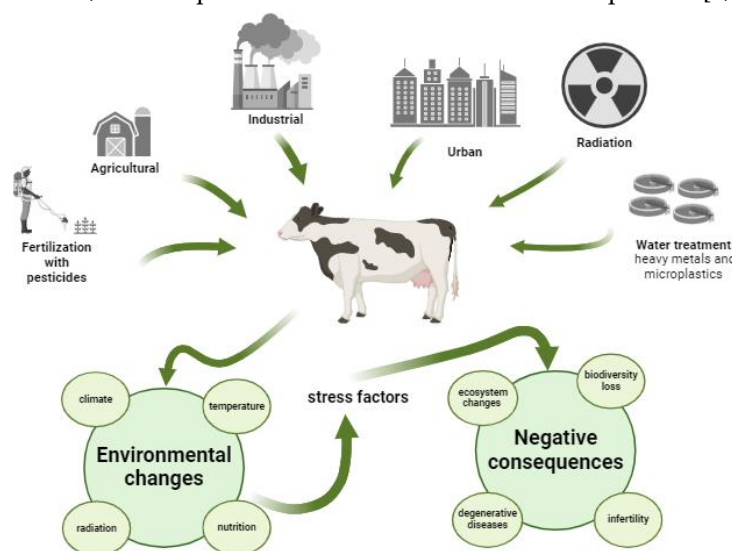 Industrial
Urban
Radiation
Agricultural
Fertilization
with
pesticides
Water treatment
heavy metals and
microplastics
climate
temperature
Environmental
changes
radiation
nutrition
stress factors
ecosystem
changes
biodiversity
loss
Negative
consequences
degenerative
diseases
infertility